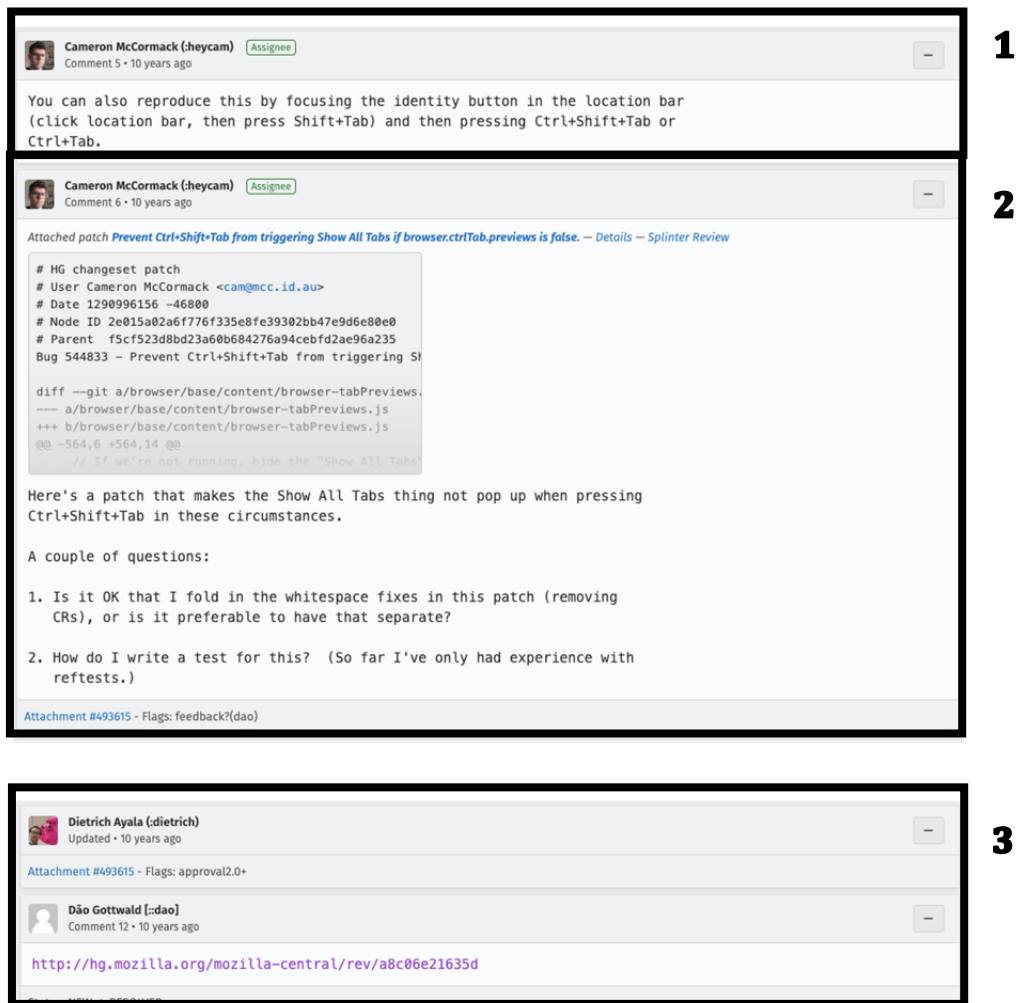 1
Cameron McCormack (:heycam) Assignee
Comment 5 • 10 years ago
–
You can also reproduce this by focusing the identity button in the location bar
(click location bar, then press Shift+Tab) and then pressing Ctrl+Shift+Tab or
Ctrl+Tab.
2
Cameron McCormack (:heycam) Assignee
Comment 6 • 10 years ago
–
Attached patch Prevent Ctrl+Shift+Tab from triggering Show All Tabs if browser.ctrlTab.previews is false. — Details — Splinter Review
# HG changeset patch
# User Cameron McCormack <cam@mcc.id.au>
# Date 1290996156 -46800
# Node ID 2e015a02a6f776f335e8fe39302bb47e9d6e80e0
# Parent  f5cf523d8bd23a60b684276a94cebfd2ae96a235
Bug 544833 - Prevent Ctrl+Shift+Tab from triggering
diff --git a/browser/base/content/browser-tabPreviews.
--- a/browser/base/content/browser-tabPreviews.js
+++ b/browser/base/content/browser-tabPreviews.js
@@ -564,6 +564,14 @@
// If we're not running, hide the "Show All Tabs"
Here's a patch that makes the Show All Tabs thing not pop up when pressing
Ctrl+Shift+Tab in these circumstances.
A couple of questions:
1. Is it OK that I fold in the whitespace fixes in this patch (removing
CRs), or is it preferable to have that separate?
2. How do I write a test for this?  (So far I've only had experience with
reftests.)
Attachment #493615 - Flags: feedback?(dao)
3
Dietrich Ayala (:dietrich)
Updated • 10 years ago
–
Attachment #493615 - Flags: approval2.0+
Dão Gottwald [::dao]
Comment 12 • 10 years ago
–
http://hg.mozilla.org/mozilla-central/rev/a8c06e21635d